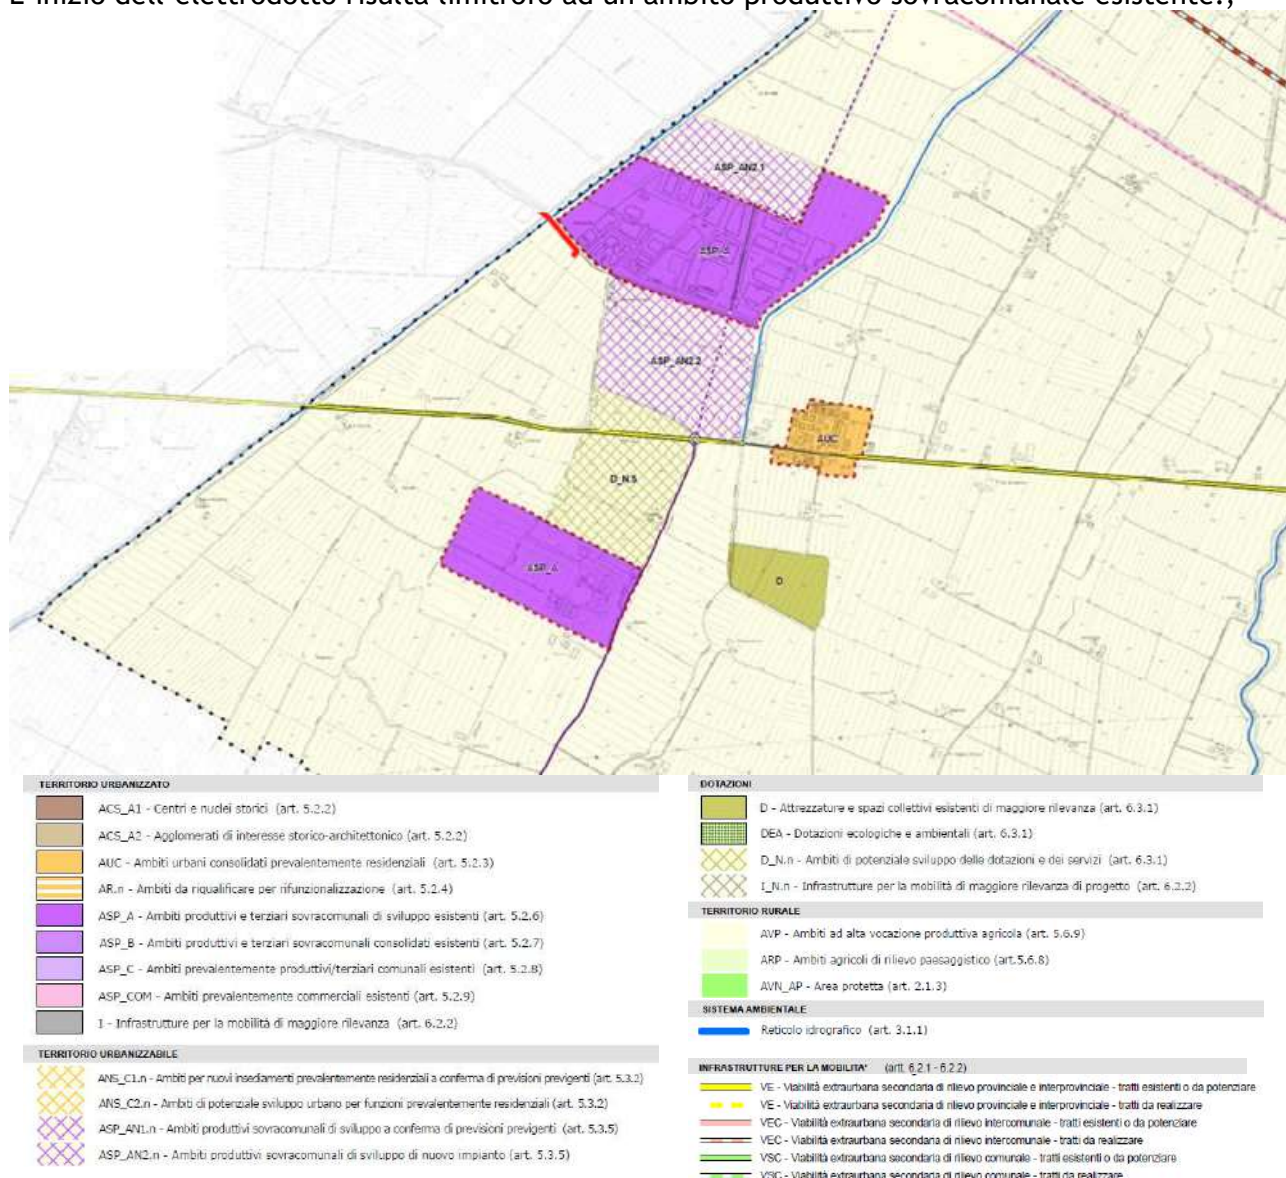 L'inizio dell'elettrodotto risulta limitrofo ad un ambito produttivo sovracomunale esistente.;
ASP_AN2.1
ASP_A
ASP_AN2.2
AUC
D_N.5
ASP_A
D
TERRITORIO URBANIZZATO
ACS_A1 - Centri e nuclei storici (art. 5.2.2)
ACS_A2 - Agglomerati di interesse storico-architettonico (art. 5.2.2)
AUC - Ambiti urbani consolidati prevalentemente residenziali (art. 5.2.3)
AR.n - Ambiti da riqualificare per rifunzionalizzazione (art. 5.2.4)
ASP_A - Ambiti produttivi e terziari sovracomunali di sviluppo esistenti (art. 5.2.6)
ASP_B - Ambiti produttivi e terziari sovracomunali consolidati esistenti (art. 5.2.7)
ASP_C - Ambiti prevalentemente produttivi/terziari comunali esistenti (art. 5.2.8)
ASP_COM - Ambiti prevalentemente commerciali esistenti (art. 5.2.9)
I - Infrastrutture per la mobilità di maggiore rilevanza (art. 6.2.2)
TERRITORIO URBANIZZABILE
ANS_C1.n - Ambiti per nuovi insediamenti prevalentemente residenziali a conferma di previsioni previgenti (art. 5.3.2)
ANS_C2.n - Ambiti di potenziale sviluppo urbano per funzioni prevalentemente residenziali (art. 5.3.2)
ASP_AN1.n - Ambiti produttivi sovracomunali di sviluppo a conferma di previsioni previgenti (art. 5.3.5)
ASP_AN2.n - Ambiti produttivi sovracomunali di sviluppo di nuovo impianto (art. 5.3.5)
DOTAZIONI
D - Attrezzature e spazi collettivi esistenti di maggiore rilevanza (art. 6.3.1)
DEA - Dotazioni ecologiche e ambientali (art. 6.3.1)
D_N.n - Ambiti di potenziale sviluppo delle dotazioni e dei servizi (art. 6.3.1)
I_N.n - Infrastrutture per la mobilità di maggiore rilevanza di progetto (art. 6.2.2)
TERRITORIO RURALE
AVP - Ambiti ad alta vocazione produttiva agricola (art. 5.6.9)
ARP - Ambiti agricoli di rilievo paesaggistico (art.5.6.8)
AVN_AP - Area protetta (art. 2.1.3)
SISTEMA AMBIENTALE
Reticolo idrografico (art. 3.1.1)
INFRASTRUTTURE PER LA MOBILITA' (artt. 6.2.1 - 6.2.2)
VE - Viabilità extraurbana secondaria di rilievo provinciale e interprovinciale - tratti esistenti o da potenziare
VE - Viabilità extraurbana secondaria di rilievo provinciale e interprovinciale - tratti da realizzare
VEC - Viabilità extraurbana secondaria di rilievo intercomunale - tratti esistenti o da potenziare
VEC - Viabilità extraurbana secondaria di rilievo intercomunale - tratti da realizzare
VSC - Viabilità extraurbana secondaria di rilievo comunale - tratti esistenti o da potenziare
VSC - Viabilità extraurbana secondaria di rilievo comunale - tratti da realizzare